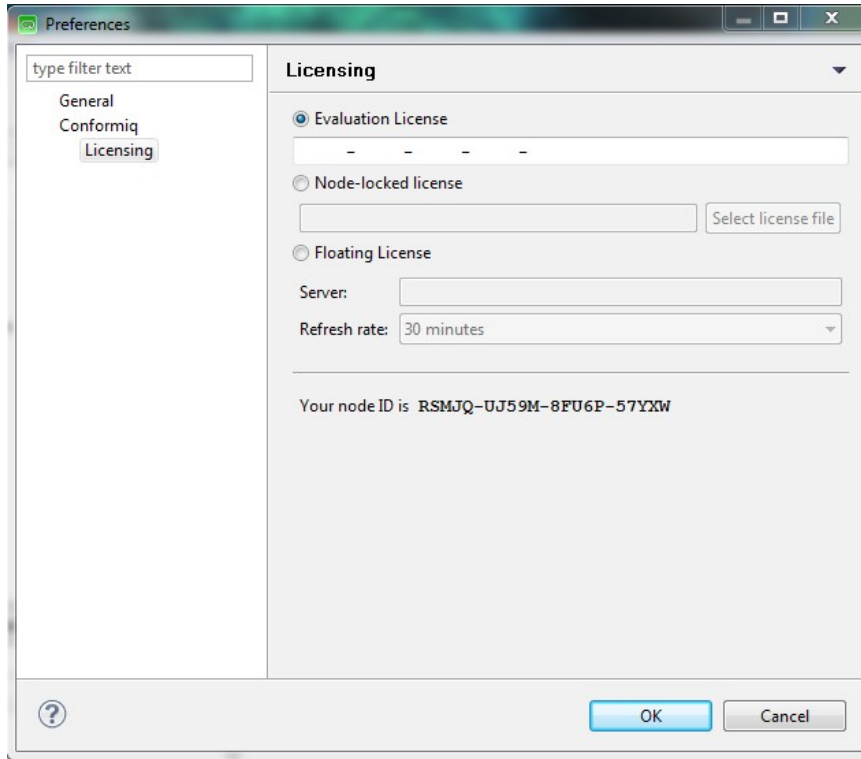 Preferences
type filter text
General
Conformiq
Licensing
Licensing
Evaluation License
- - - -
Node-locked license
Select license file
Floating License
Server:
Refresh rate: 30 minutes
Your node ID is RSMJQ-UJ59M-8FU6P-57YXW
? OK Cancel